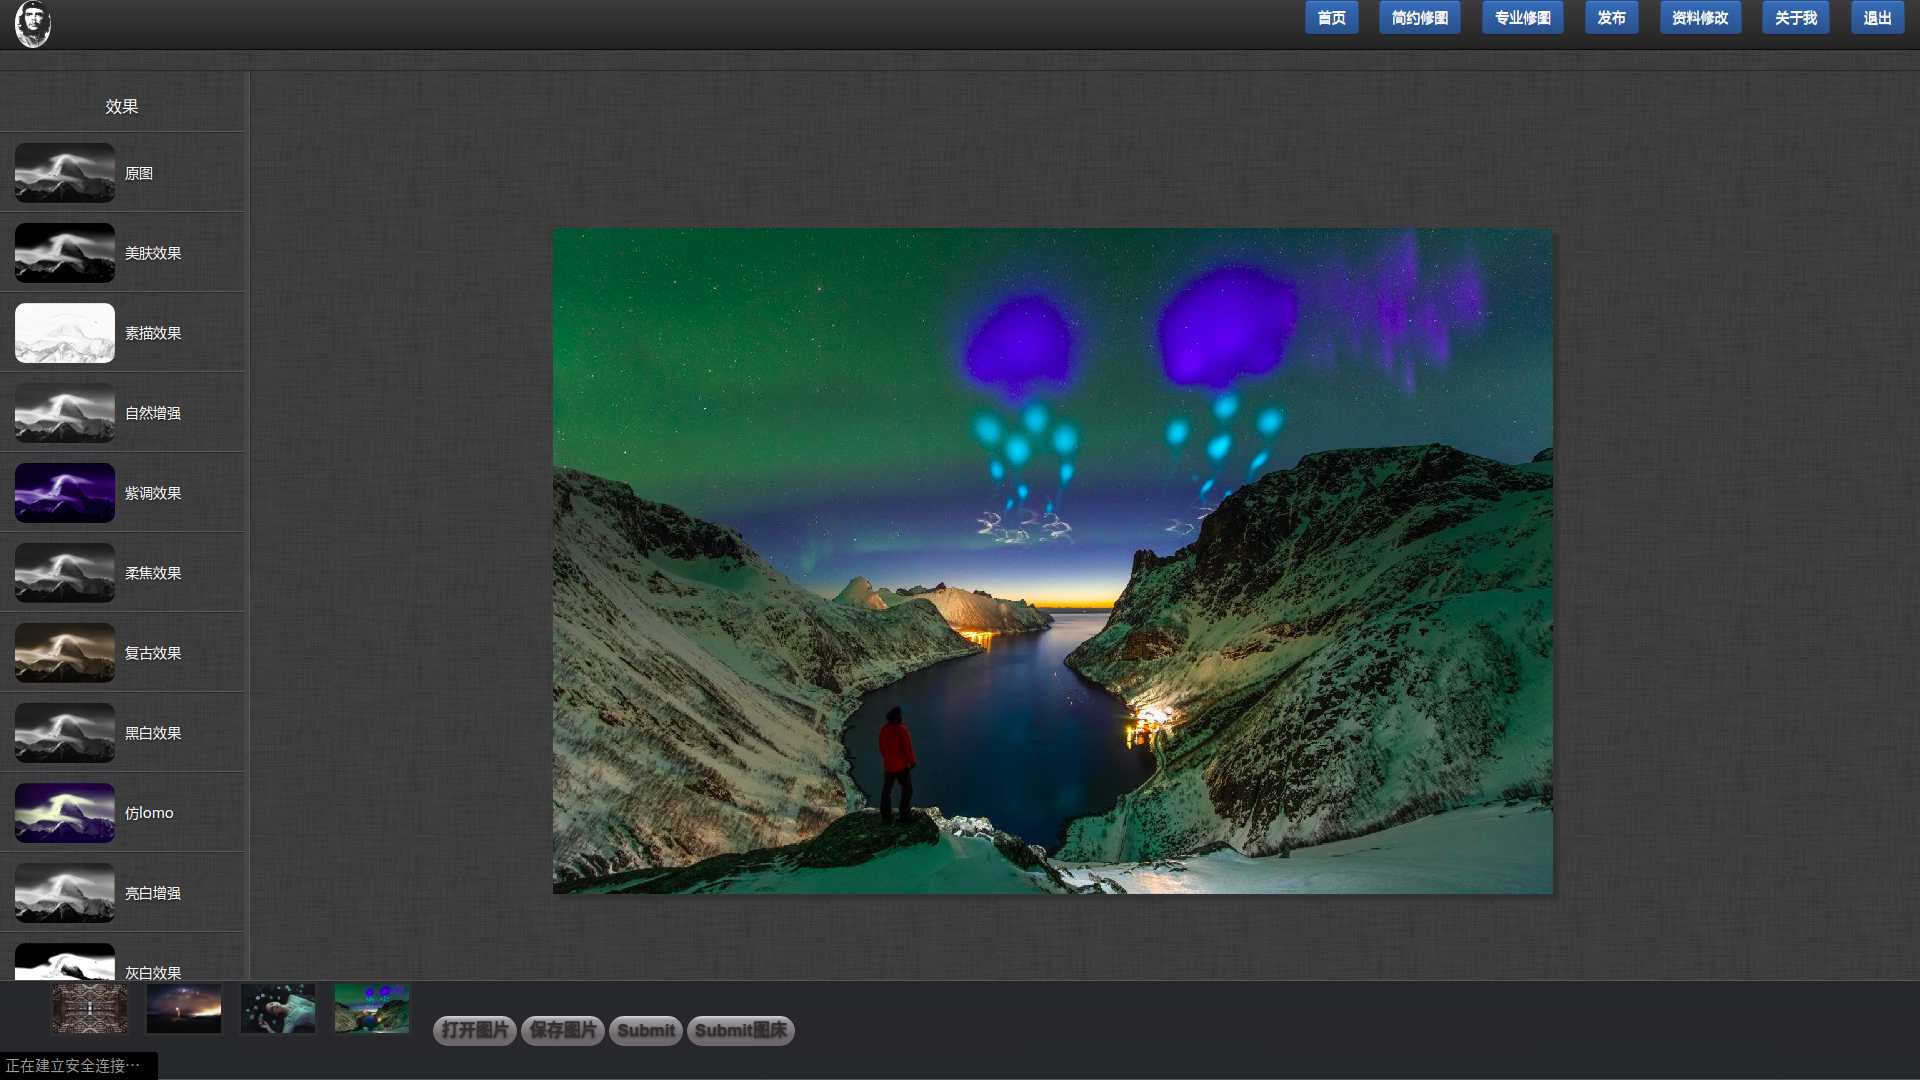 首页
简约修图
专业修图
发布
资料修改
关于我
退出
效果
原图
美肤效果
素描效果
自然增强
紫调效果
柔焦效果
复古效果
黑白效果
仿lomo
亮白增强
灰白效果
打开图片
保存图片
Submit
Submit图床
正在建立安全连接…